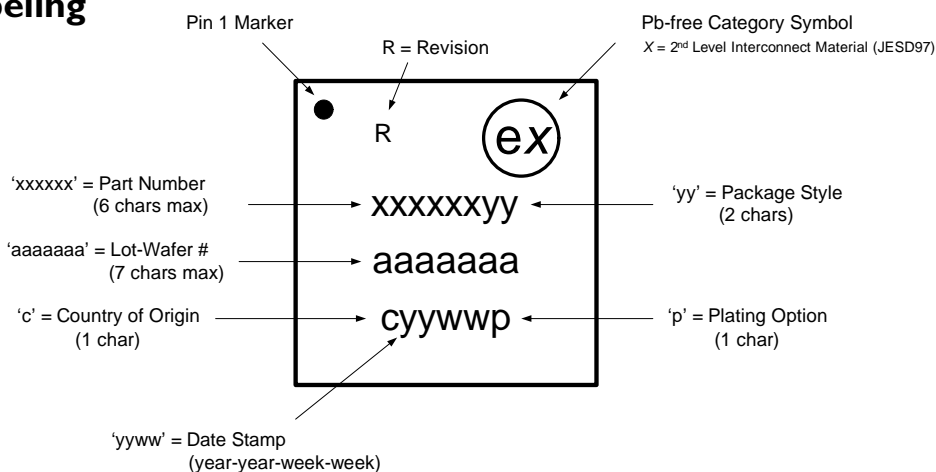 Pin 1 Marker
R = Revision
Pb-free Category Symbol
X = 2nd Level Interconnect Material (JESD97)
R
ex
'xxxxxx' = Part Number
(6 chars max)
xxxxxxyy
'yy' = Package Style
(2 chars)
'aaaaaaa' = Lot-Wafer #
(7 chars max)
aaaaaaa
'c' = Country of Origin
(1 char)
cyywwp
'p' = Plating Option
(1 char)
'yyww' = Date Stamp
(year-year-week-week)